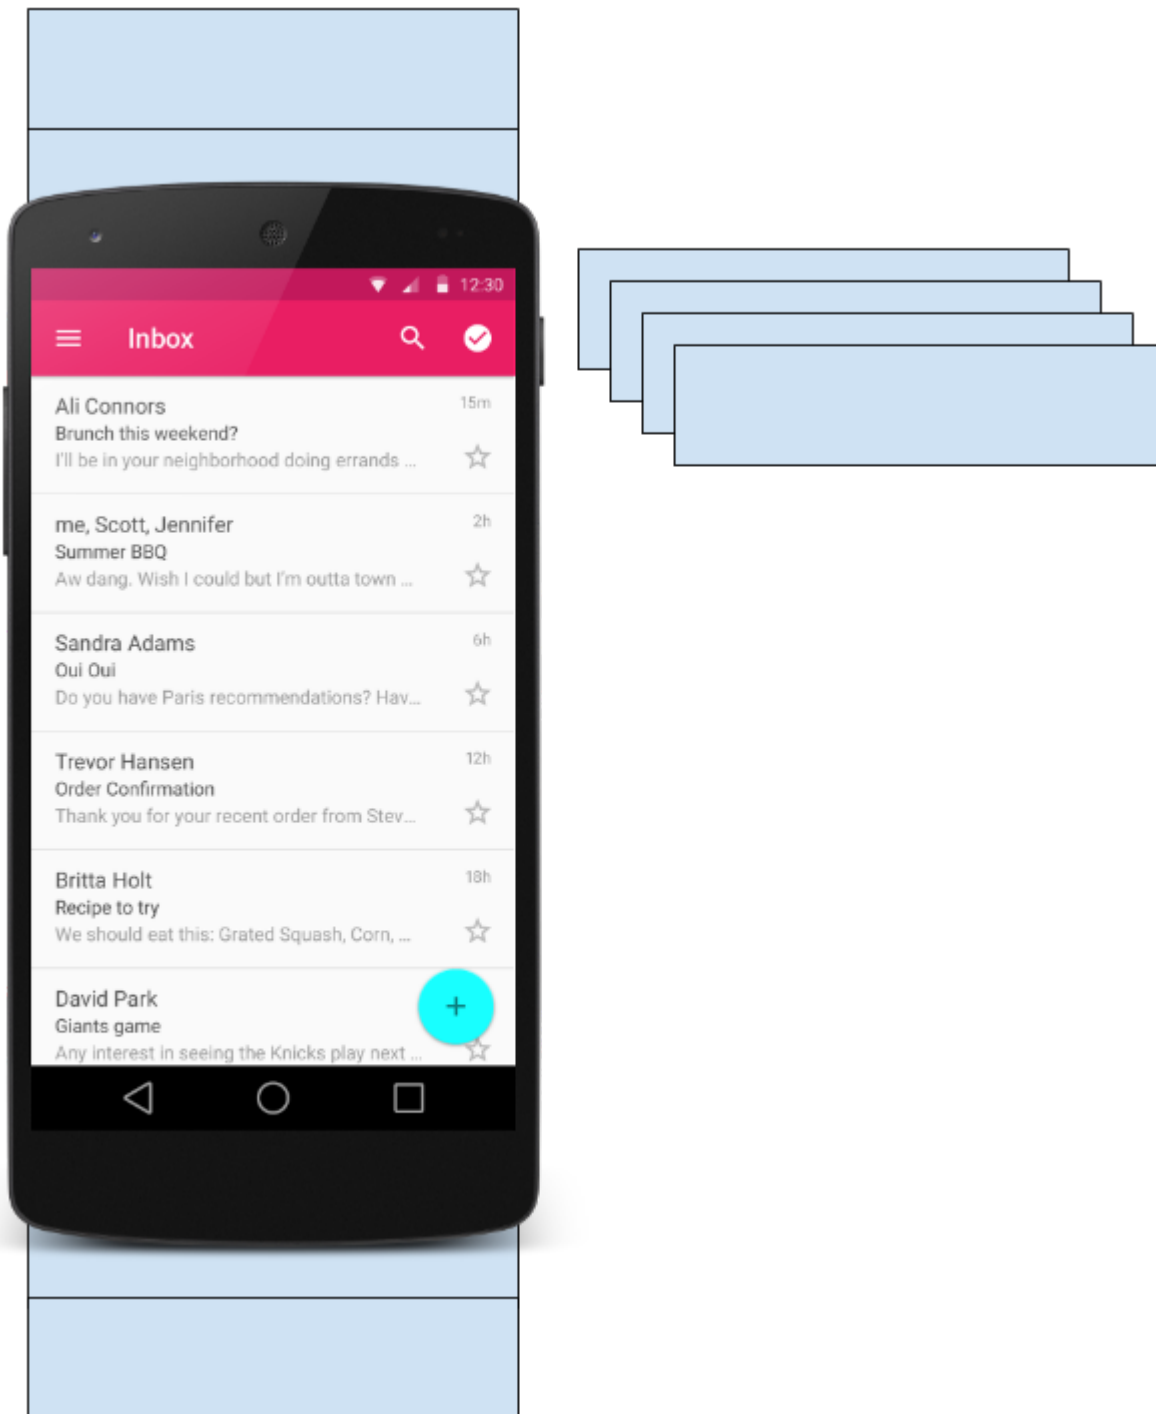 12:30
Inbox
Ali Connors 15m
Brunch this weekend?
I'll be in your neighborhood doing errands ...
me, Scott, Jennifer 2h
Summer BBQ
Aw dang. Wish I could but I'm outta town ...
Sandra Adams 6h
Oui Oui
Do you have Paris recommendations? Hav...
Trevor Hansen 12h
Order Confirmation
Thank you for your recent order from Stev...
Britta Holt 18h
Recipe to try
We should eat this: Grated Squash, Corn, ...
David Park
Giants game
Any interest in seeing the Knicks play next ...